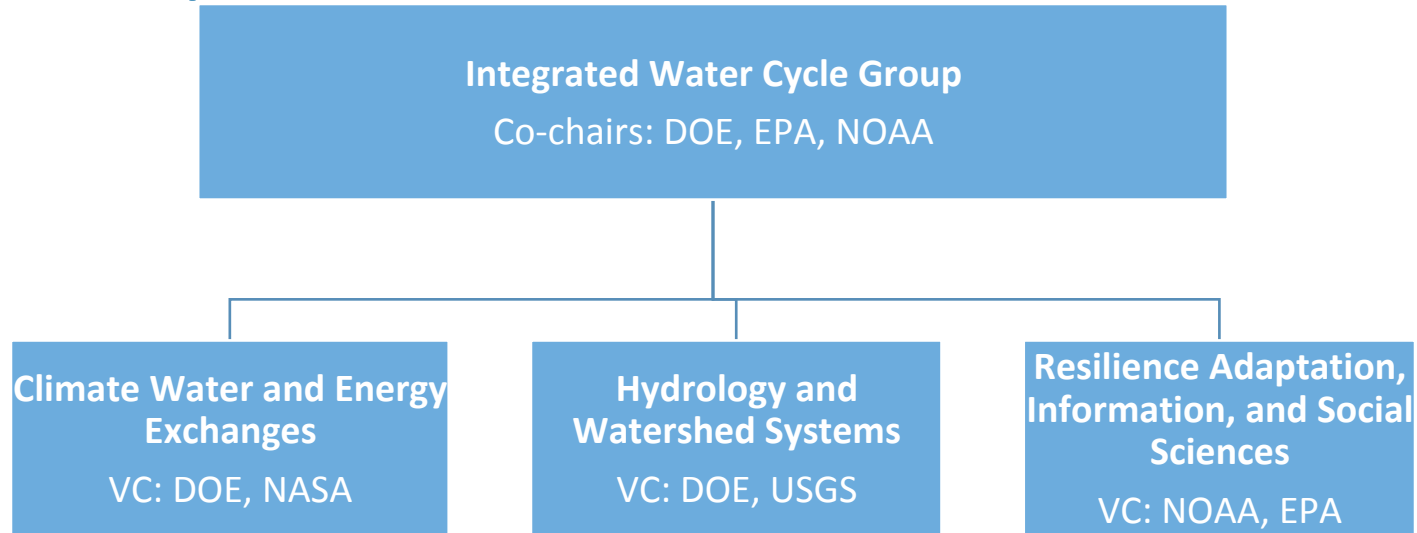 Integrated Water Cycle Group
Co-chairs: DOE, EPA, NOAA
Climate Water and Energy
Exchanges
VC: DOE, NASA
Hydrology and
Watershed Systems
VC: DOE, USGS
Resilience Adaptation,
Information, and Social
Sciences
VC: NOAA, EPA